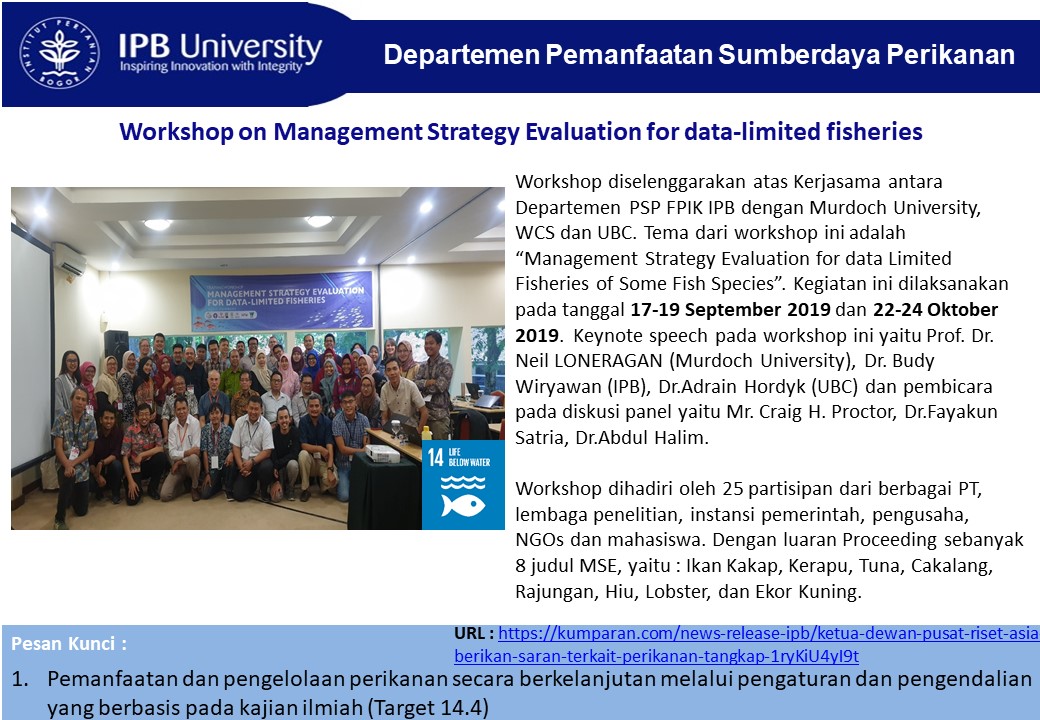 INSTITUT PERTANIAN BOGOR
IPB University
Inspiring Innovation with Integrity
Departemen Pemanfaatan Sumberdaya Perikanan
Workshop on Management Strategy Evaluation for data-limited fisheries
MANAGEMENT STRATEGY EVALUATION
FOR DATA-LIMITED FISHERIES
14 LIFE
BELOW WATER
Workshop diselenggarakan atas Kerjasama antara
Departemen PSP FPIK IPB dengan Murdoch University,
WCS dan UBC. Tema dari workshop ini adalah
“Management Strategy Evaluation for data Limited
Fisheries of Some Fish Species”. Kegiatan ini dilaksanakan
pada tanggal 17-19 September 2019 dan 22-24 Oktober
2019. Keynote speech pada workshop ini yaitu Prof. Dr.
Neil LONERAGAN (Murdoch University), Dr. Budy
Wiryawan (IPB), Dr.Adrain Hordyk (UBC) dan pembicara
pada diskusi panel yaitu Mr. Craig H. Proctor, Dr.Fayakun
Satria, Dr.Abdul Halim.
Workshop dihadiri oleh 25 partisipan dari berbagai PT,
lembaga penelitian, instansi pemerintah, pengusaha,
NGOs dan mahasiswa. Dengan luaran Proceeding sebanyak
8 judul MSE, yaitu : Ikan Kakap, Kerapu, Tuna, Cakalang,
Rajungan, Hiu, Lobster, dan Ekor Kuning.
Pesan Kunci :
URL : https://kumparan.com/news-release-ipb/ketua-dewan-pusat-riset-asia-
berikan-saran-terkait-perikanan-tangkap-1ryKiU4yI9t
1. Pemanfaatan dan pengelolaan perikanan secara berkelanjutan melalui pengaturan dan pengendalian
yang berbasis pada kajian ilmiah (Target 14.4)